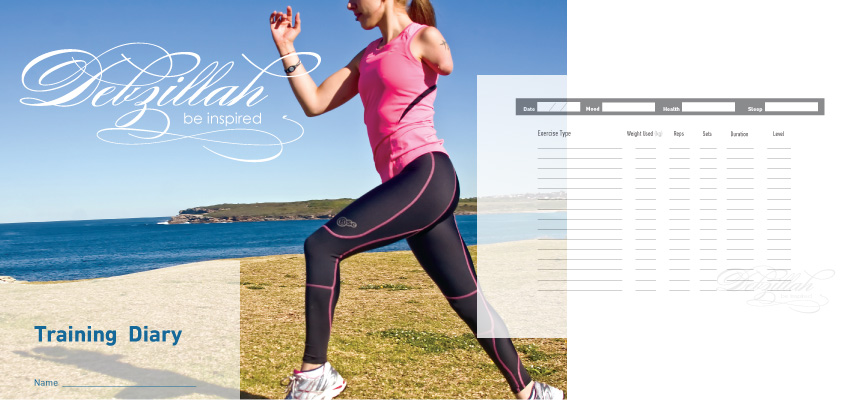 Debzillah
be inspired
Training Diary
Name
Date / / Mood Health Sleep
Exercise Type Weight Used (kg) Reps Sets Duration Level
Debzillah